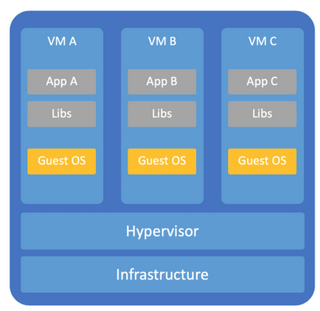 VM A VM B VM C
App A App B App C
Libs Libs Libs
Guest OS Guest OS Guest OS
Hypervisor
Infrastructure